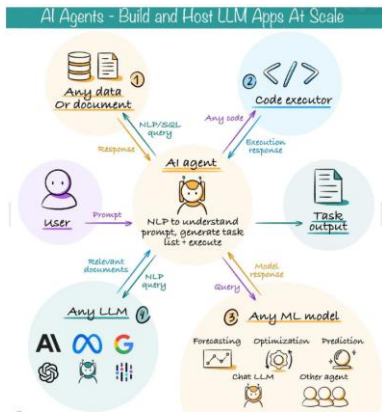 AI Agents - Build and Host LLM Apps At Scale
1
Any data
Or document
2
</>
Code executor
NLP/SQL
query
Response
Any code
Execution
response
AI agent
NLP to understand
prompt, generate task
list + execute
User
Prompt
Task
output
Relevant
documents
NLP
query
Model
response
Query
Any LLM
4
AI
G
3
Any ML model
Forecasting
Optimization
Prediction
Chat LLM
Other agent